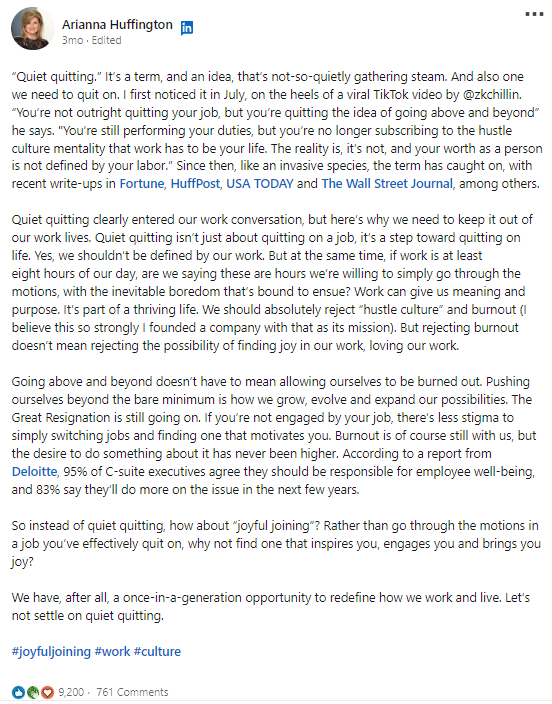 Arianna Huffington in
3mo · Edited
“Quiet quitting.” It’s a term, and an idea, that’s not-so-quietly gathering steam. And also one
we need to quit on. I first noticed it in July, on the heels of a viral TikTok video by @zkchillin.
“You’re not outright quitting your job, but you’re quitting the idea of going above and beyond”
he says. "You’re still performing your duties, but you’re no longer subscribing to the hustle
culture mentality that work has to be your life. The reality is, it’s not, and your worth as a person
is not defined by your labor.” Since then, like an invasive species, the term has caught on, with
recent write-ups in Fortune, HuffPost, USA TODAY and The Wall Street Journal, among others.
Quiet quitting clearly entered our work conversation, but here’s why we need to keep it out of
our work lives. Quiet quitting isn’t just about quitting on a job, it’s a step toward quitting on
life. Yes, we shouldn’t be defined by our work. But at the same time, if work is at least
eight hours of our day, are we saying these are hours we’re willing to simply go through the
motions, with the inevitable boredom that’s bound to ensue? Work can give us meaning and
purpose. It’s part of a thriving life. We should absolutely reject “hustle culture” and burnout (I
believe this so strongly I founded a company with that as its mission). But rejecting burnout
doesn’t mean rejecting the possibility of finding joy in our work, loving our work.
Going above and beyond doesn’t have to mean allowing ourselves to be burned out. Pushing
ourselves beyond the bare minimum is how we grow, evolve and expand our possibilities. The
Great Resignation is still going on. If you’re not engaged by your job, there’s less stigma to
simply switching jobs and finding one that motivates you. Burnout is of course still with us, but
the desire to do something about it has never been higher. According to a report from
Deloitte, 95% of C-suite executives agree they should be responsible for employee well-being,
and 83% say they’ll do more on the issue in the next few years.
So instead of quiet quitting, how about “joyful joining”? Rather than go through the motions in
a job you’ve effectively quit on, why not find one that inspires you, engages you and brings you
joy?
We have, after all, a once-in-a-generation opportunity to redefine how we work and live. Let’s
not settle on quiet quitting.
#joyfuljoining #work #culture
9,200 · 761 Comments